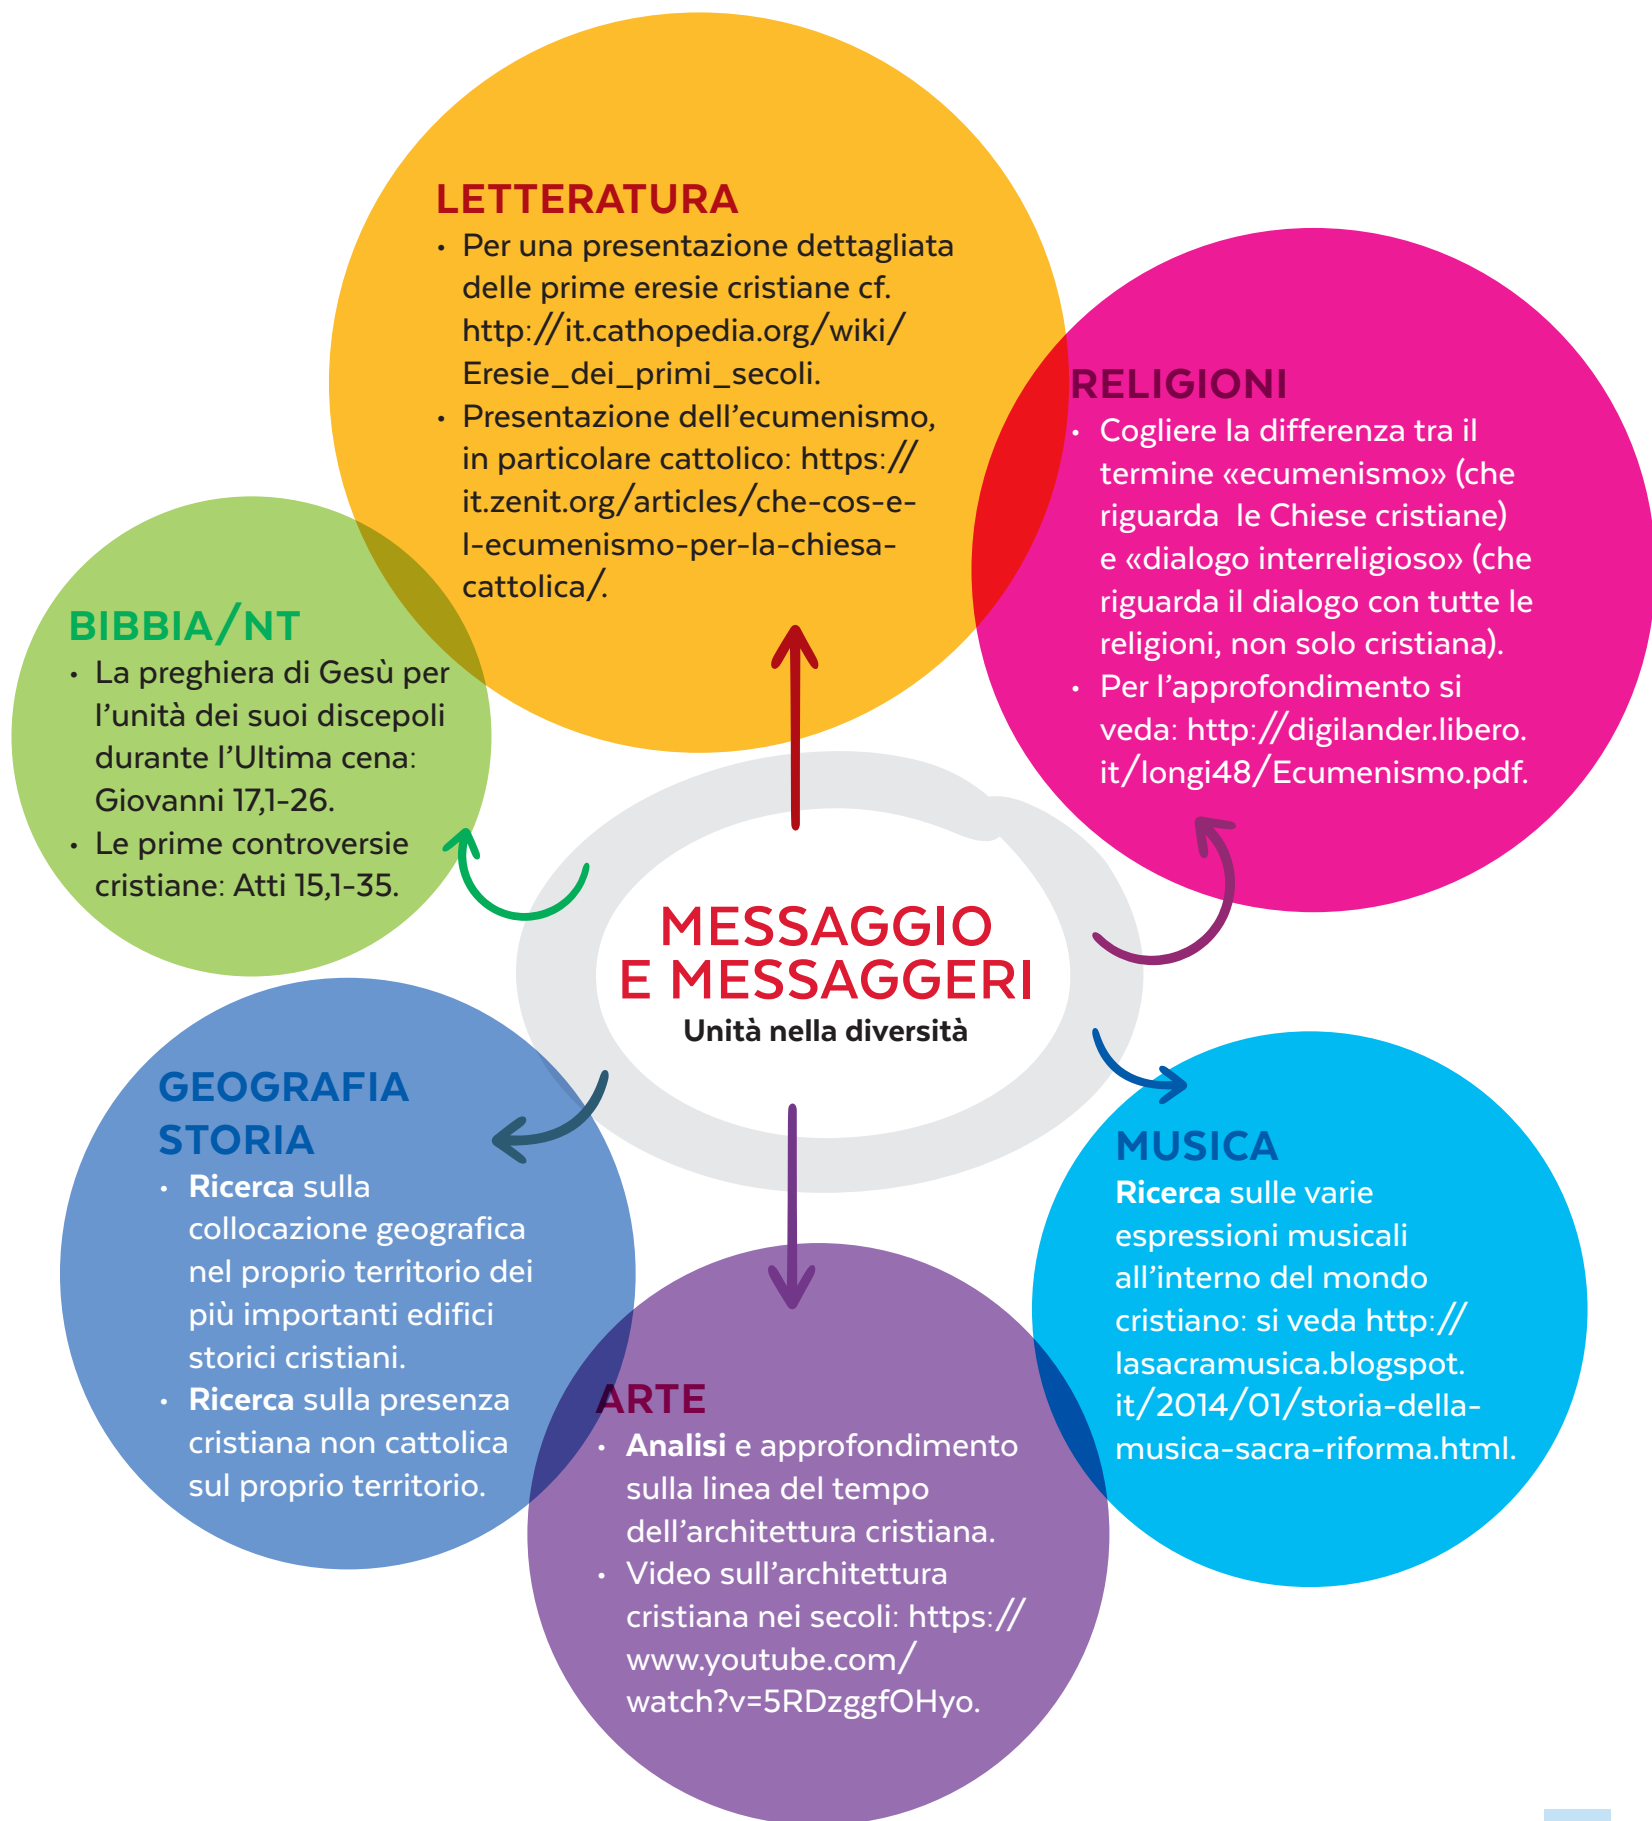 LETTERATURA
• Per una presentazione dettagliata
delle prime eresie cristiane cf.
http://it.cathopedia.org/wiki/
Eresie_dei_primi_secoli.
• Presentazione dell’ecumenismo,
in particolare cattolico: https://
it.zenit.org/articles/che-cos-e-
l-ecumenismo-per-la-chiesa-
cattolica/.
RELIGIONI
• Cogliere la differenza tra il
termine «ecumenismo» (che
riguarda le Chiese cristiane)
e «dialogo interreligioso» (che
riguarda il dialogo con tutte le
religioni, non solo cristiana).
• Per l’approfondimento si
veda: http://digilander.libero.
it/longi48/Ecumenismo.pdf.
BIBBIA/NT
• La preghiera di Gesù per
l’unità dei suoi discepoli
durante l’Ultima cena:
Giovanni 17,1-26.
• Le prime controversie
cristiane: Atti 15,1-35.
MESSAGGIO
E MESSAGGERI
Unità nella diversità
GEOGRAFIA
STORIA
• Ricerca sulla
collocazione geografica
nel proprio territorio dei
più importanti edifici
storici cristiani.
• Ricerca sulla presenza
cristiana non cattolica
sul proprio territorio.
MUSICA
Ricerca sulle varie
espressioni musicali
all’interno del mondo
cristiano: si veda http://
lasacramusica.blogspot.
it/2014/01/storia-della-
musica-sacra-riforma.html.
ARTE
• Analisi e approfondimento
sulla linea del tempo
dell’architettura cristiana.
• Video sull’architettura
cristiana nei secoli: https://
www.youtube.com/
watch?v=5RDzggfOHyo.